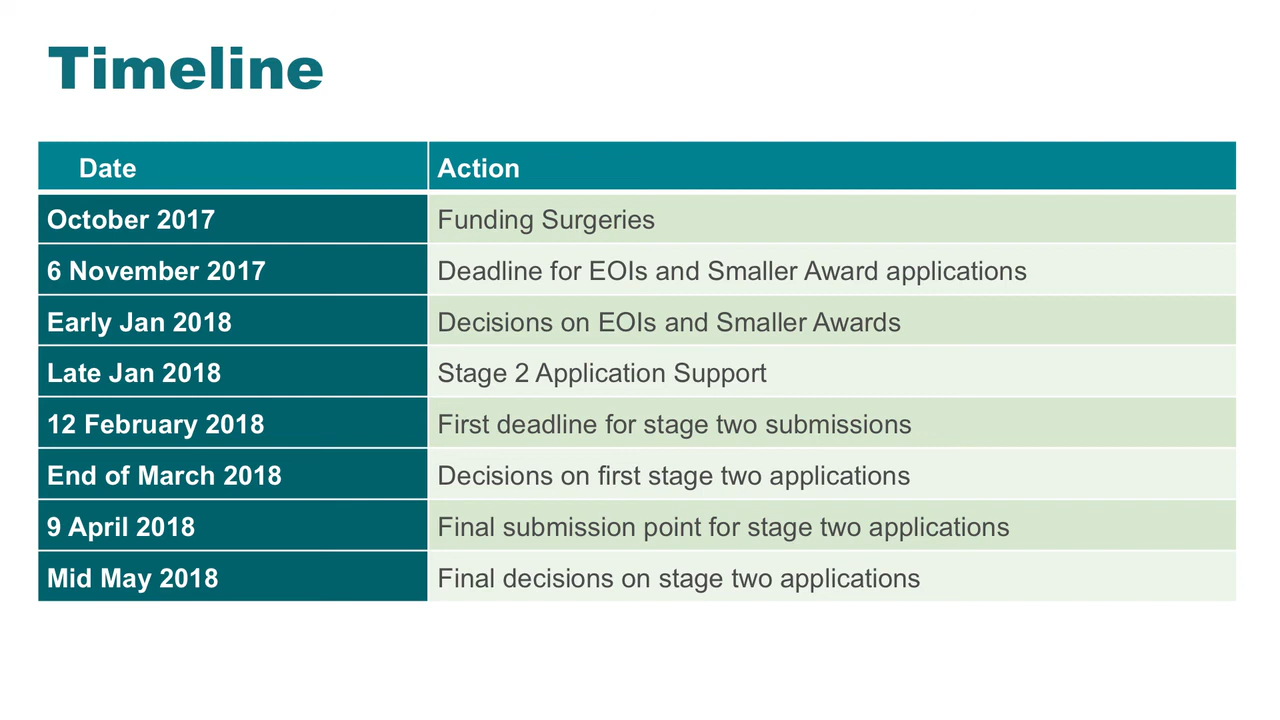 Timeline
Date Action
October 2017 Funding Surgeries
6 November 2017 Deadline for EOIs and Smaller Award applications
Early Jan 2018 Decisions on EOIs and Smaller Awards
Late Jan 2018 Stage 2 Application Support
12 February 2018 First deadline for stage two submissions
End of March 2018 Decisions on first stage two applications
9 April 2018 Final submission point for stage two applications
Mid May 2018 Final decisions on stage two applications